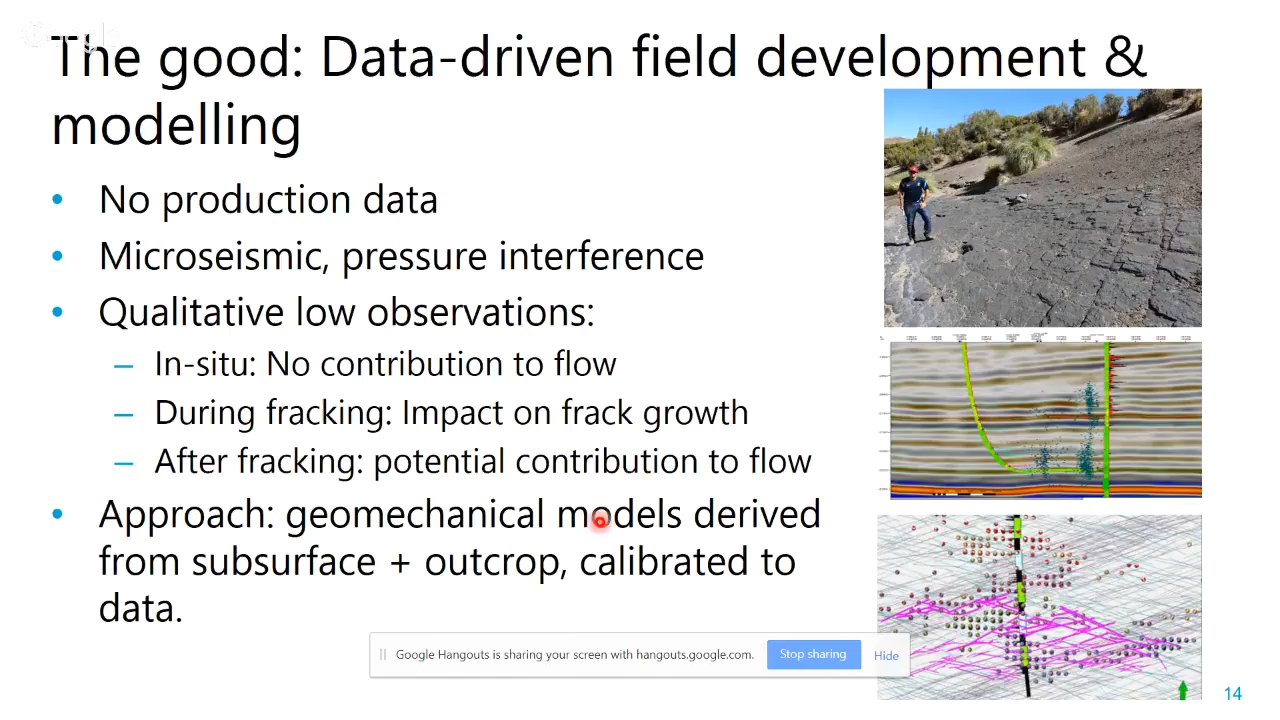 The good: Data-driven field development &
modelling
• No production data
• Microseismic, pressure interference
• Qualitative low observations:
– In-situ: No contribution to flow
– During fracking: Impact on frack growth
– After fracking: potential contribution to flow
• Approach: geomechanical models derived
from subsurface + outcrop, calibrated to
data.
Google Hangouts is sharing your screen with hangouts.google.com.
Stop sharing
Hide
14